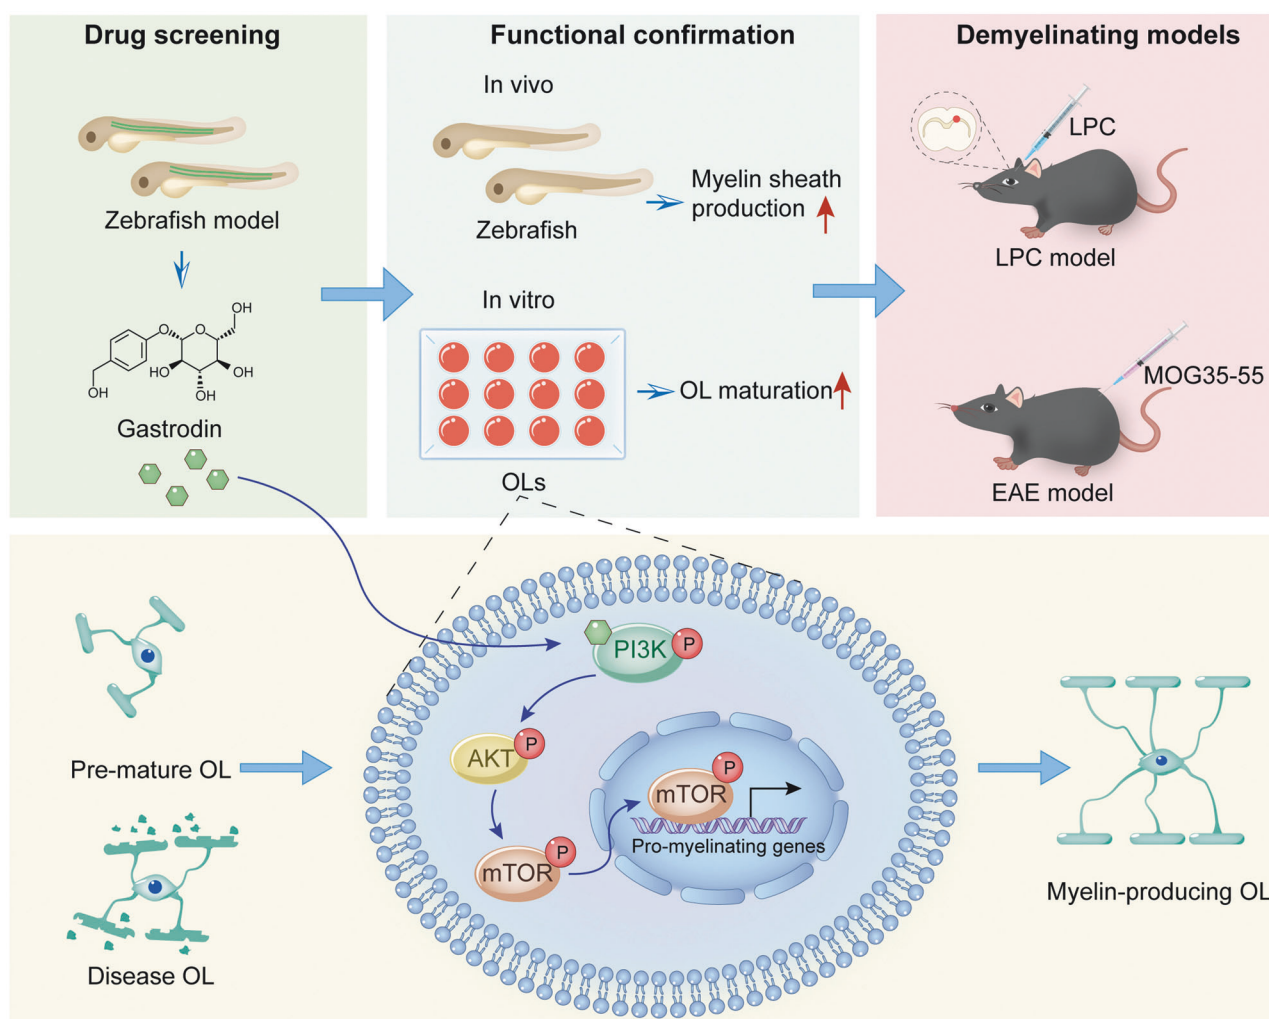 Drug screening
Zebrafish model
OH
O
O
OH
HO
OH
OH
OH
Gastrodin
Functional confirmation
In vivo
Zebrafish
Myelin sheath
production
In vitro
OL maturation
OLs
Demyelinating models
LPC
LPC model
MOG35-55
EAE model
Pre-mature OL
Disease OL
PI3K
P
AKT
P
mTOR
P
mTOR
P
Pro-myelinating genes
Myelin-producing OL